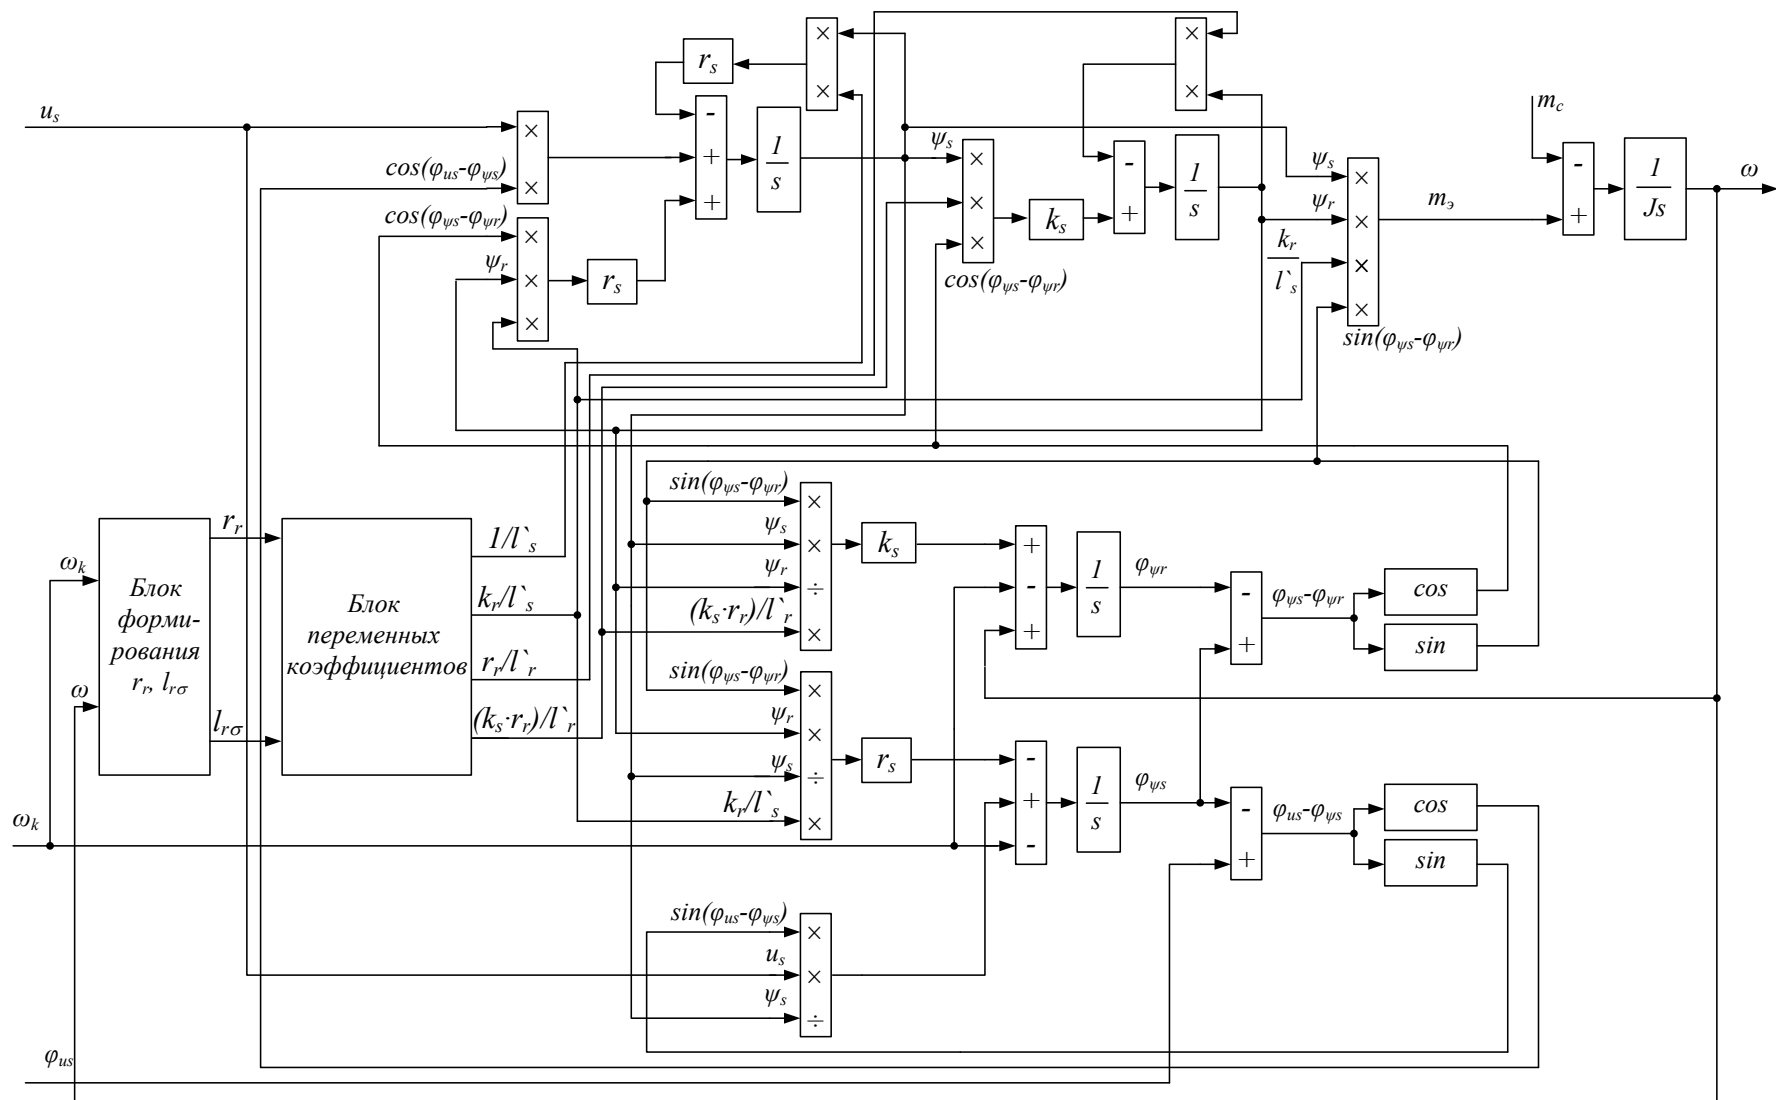 u_s
cos(φ_us-φ_ψs)
×
×
cos(φ_ψs-φ_ψr)
ψ_r
×
×
×
r_s
r_s
×
×
-
+
+
1/s
ψ_s
×
×
×
cos(φ_ψs-φ_ψr)
k_s
×
×
-
+
1/s
ψ_s
ψ_r
k_r/l`_s
×
×
×
×
sin(φ_ψs-φ_ψr)
m_э
m_c
-
+
1/Js
ω
ω_k
ω
Блок
форми-
рования
r_r, l_rσ
r_r
l_rσ
Блок
переменных
коэффициентов
1/l`_s
k_r/l`_s
r_r/l`_r
(k_s·r_r)/l`_r
sin(φ_ψs-φ_ψr)
ψ_s
ψ_r
(k_s·r_r)/l`_r
×
×
÷
×
k_s
+
-
+
1/s
φ_ψr
-
+
φ_ψs-φ_ψr
cos
sin
sin(φ_ψs-φ_ψr)
ψ_r
ψ_s
k_r/l`_s
×
×
÷
×
r_s
-
+
-
1/s
φ_ψs
-
+
φ_us-φ_ψs
cos
sin
ω_k
sin(φ_us-φ_ψs)
u_s
ψ_s
×
×
÷
φ_us